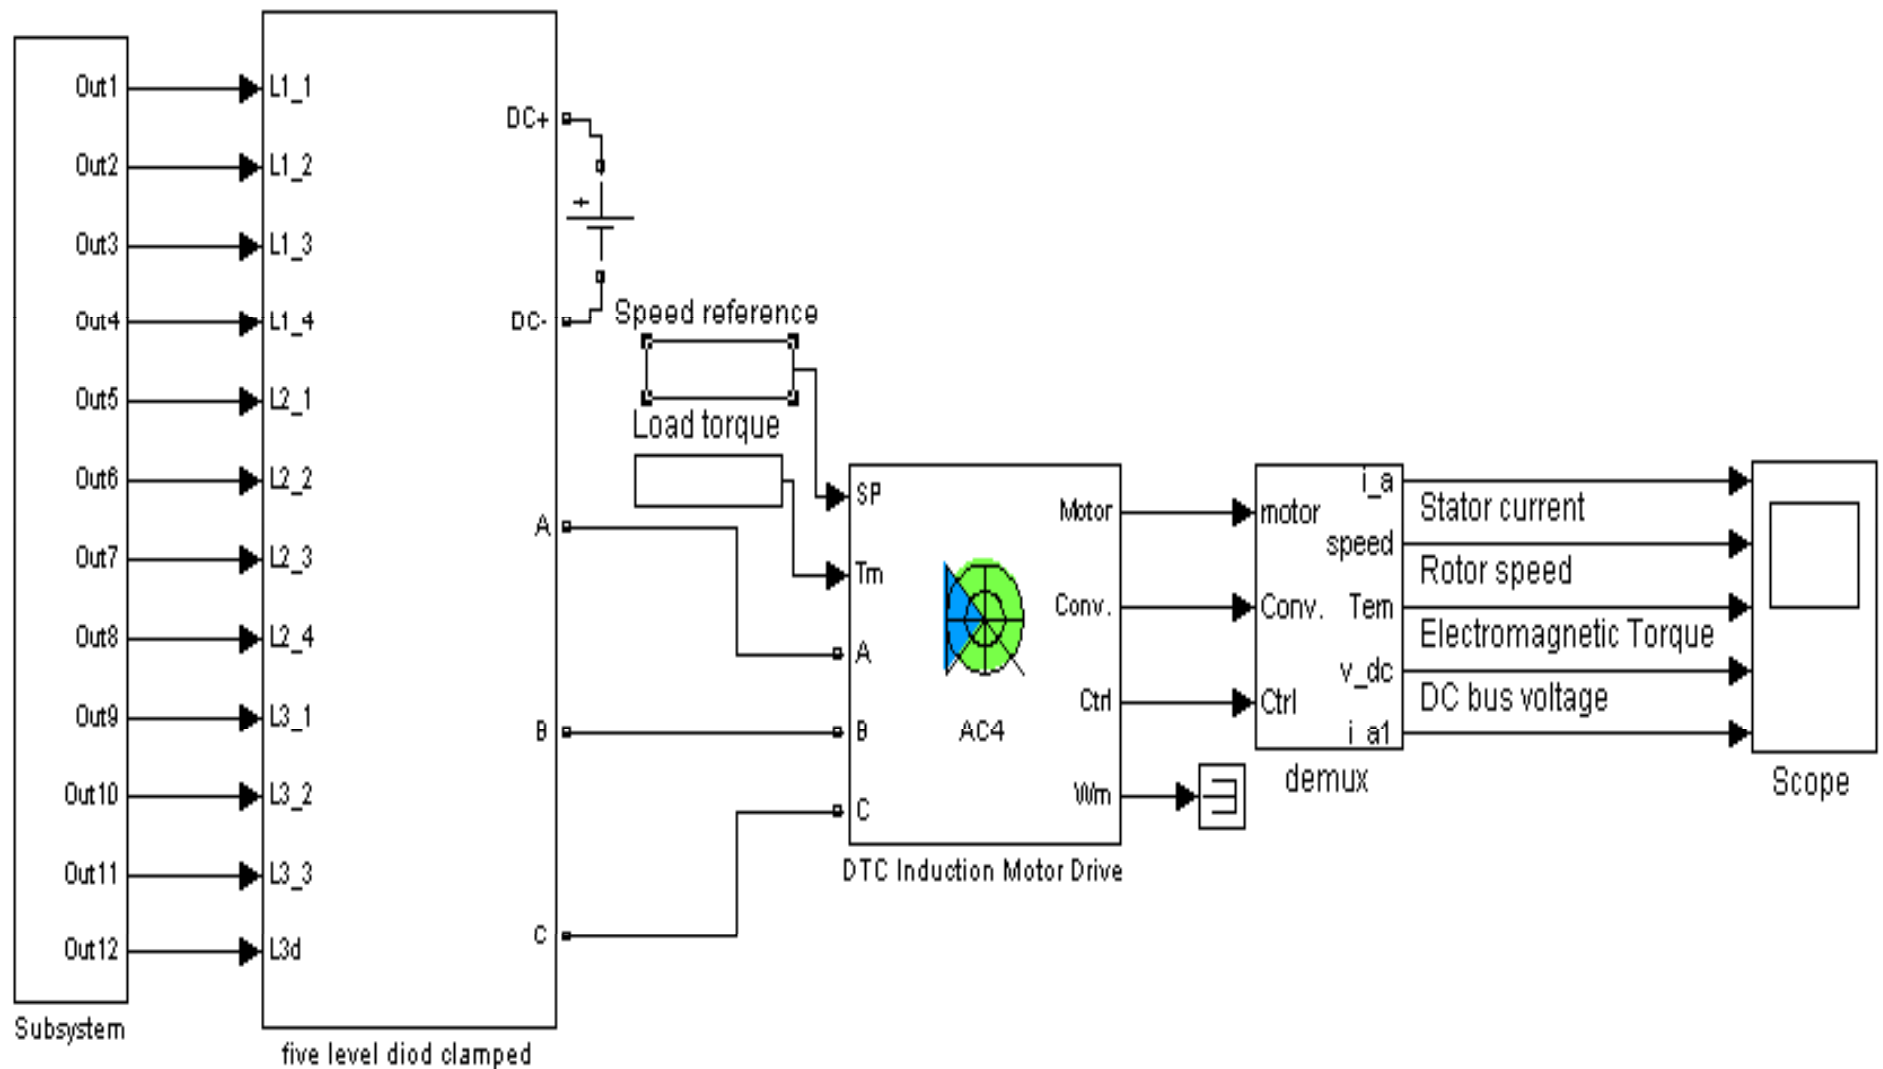 Out1
Out2
Out3
Out4
Out5
Out6
Out7
Out8
Out9
Out10
Out11
Out12
Subsystem
L1_1
L1_2
L1_3
L1_4
L2_1
L2_2
L2_3
L2_4
L3_1
L3_2
L3_3
L3d
DC+
DC-
A
B
C
five level diod clamped
+
Speed reference
Load torque
SP
Tm
A
B
C
Motor
Conv.
Ctrl
Wm
AC4
DTC Induction Motor Drive
motor
Conv.
Ctrl
i_a
speed
Tem
v_dc
i_a1
demux
Stator current
Rotor speed
Electromagnetic Torque
DC bus voltage
Scope